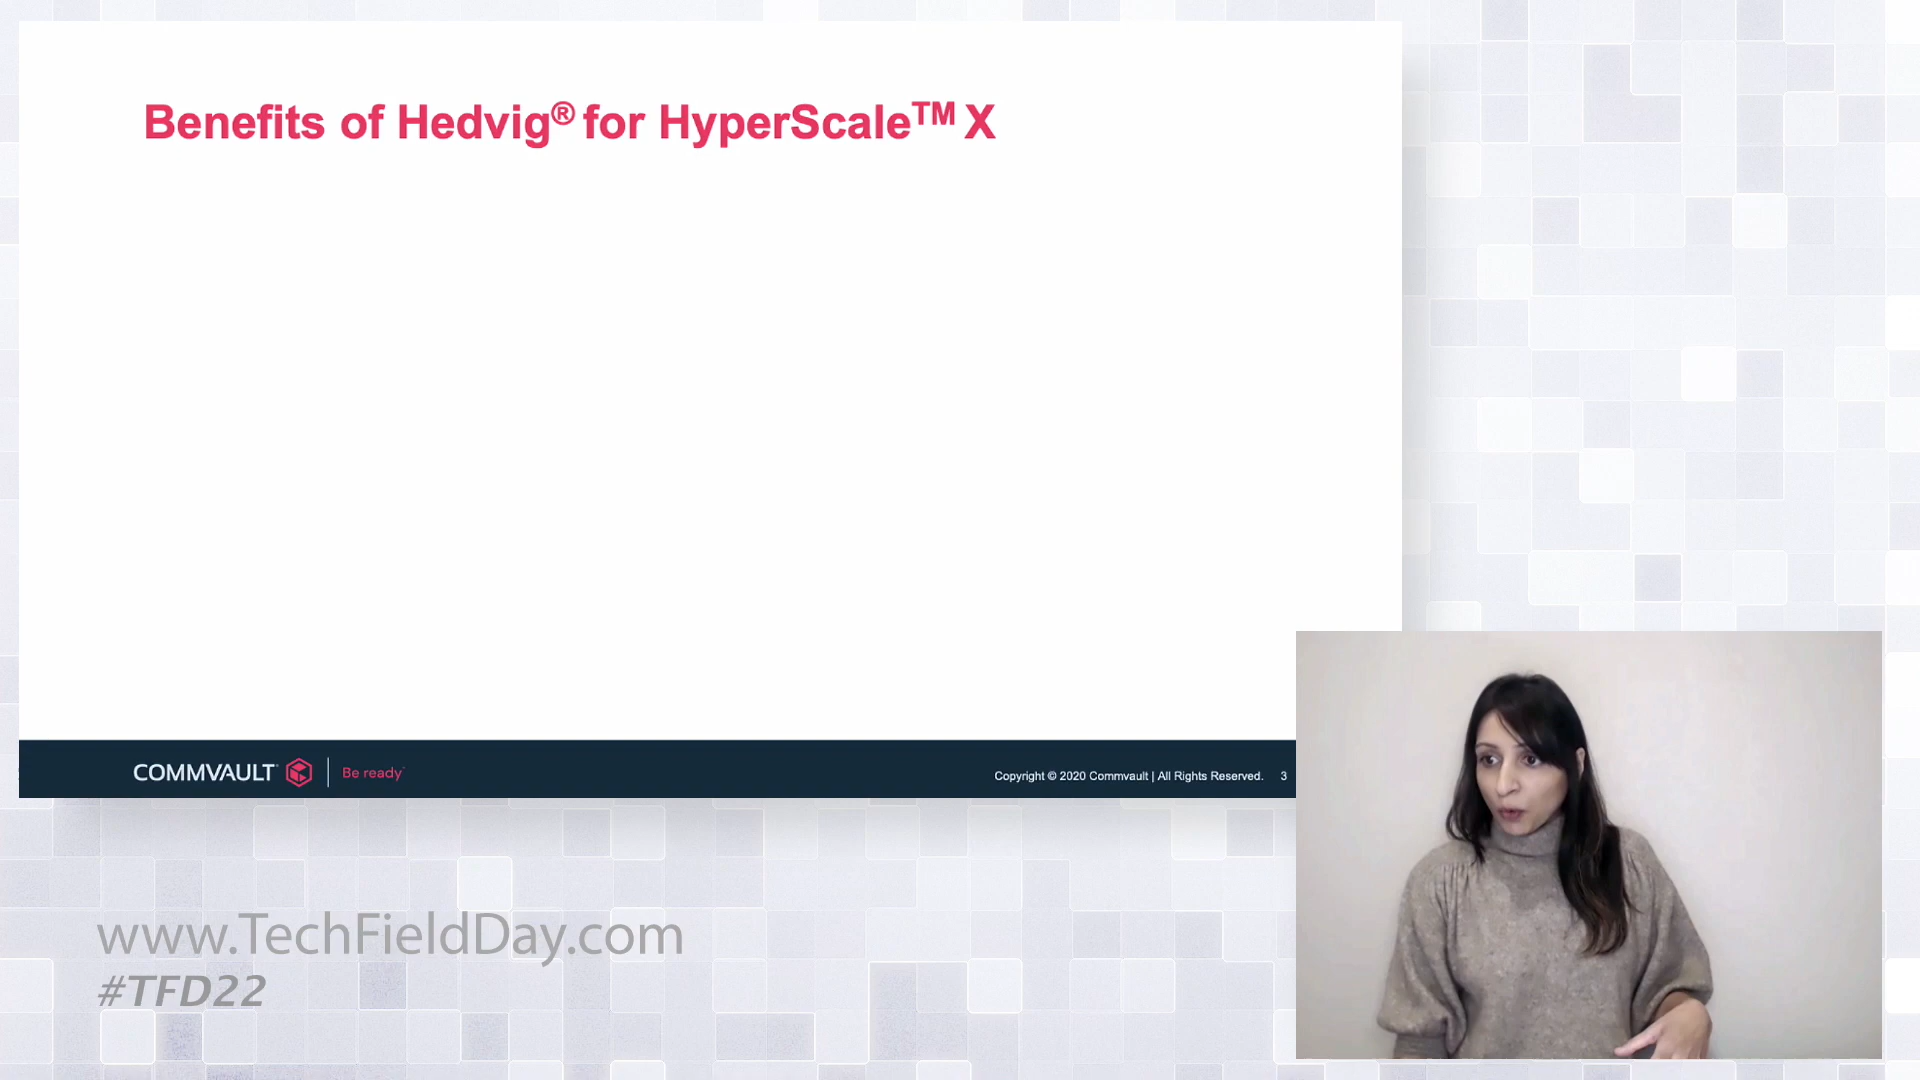 Benefits of Hedvig® for HyperScale™ X
COMMVAULT
Be ready
Copyright © 2020 Commvault | All Rights Reserved. 3
www.TechFieldDay.com
#TFD22